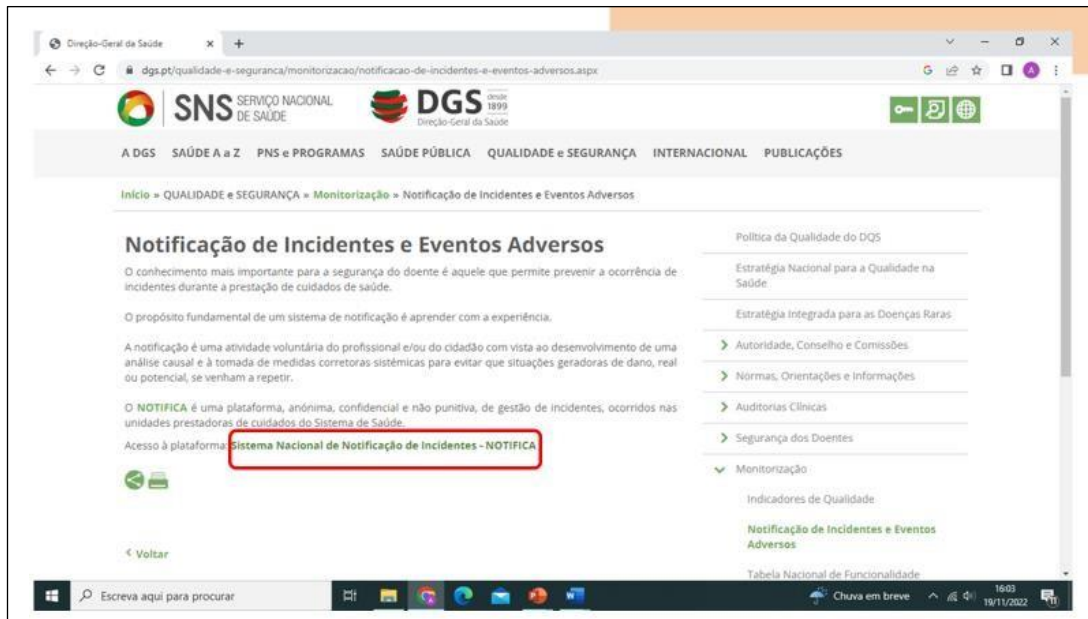 Direção-Geral da Saúde
dgs.pt/qualidade-e-seguranca/monitorizacao/notificacao-de-incidentes-e-eventos-adversos.aspx
SNS SERVIÇO NACIONAL DE SAÚDE
DGS desde 1899
Direção-Geral da Saúde
A DGS SAÚDE A a Z PNS e PROGRAMAS SAÚDE PÚBLICA QUALIDADE e SEGURANÇA INTERNACIONAL PUBLICAÇÕES
Início » QUALIDADE e SEGURANÇA » Monitorização » Notificação de Incidentes e Eventos Adversos
Notificação de Incidentes e Eventos Adversos
O conhecimento mais importante para a segurança do doente é aquele que permite prevenir a ocorrência de
incidentes durante a prestação de cuidados de saúde.
O propósito fundamental de um sistema de notificação é aprender com a experiência.
A notificação é uma atividade voluntária do profissional e/ou do cidadão com vista ao desenvolvimento de uma
análise causal e à tomada de medidas corretoras sistémicas para evitar que situações geradoras de dano, real
ou potencial, se venham a repetir.
O NOTIFICA é uma plataforma, anónima, confidencial e não punitiva, de gestão de incidentes, ocorridos nas
unidades prestadoras de cuidados do Sistema de Saúde.
Acesso à plataforma: Sistema Nacional de Notificação de Incidentes - NOTIFICA
Voltar
Política da Qualidade do DQS
Estratégia Nacional para a Qualidade na
Saúde
Estratégia Integrada para as Doenças Raras
Autoridade, Conselho e Comissões
Normas, Orientações e Informações
Auditorias Clínicas
Segurança dos Doentes
Monitorização
Indicadores de Qualidade
Notificação de Incidentes e Eventos
Adversos
Tabela Nacional de Funcionalidade
Escreva aqui para procurar
Chuva em breve
16:03
19/11/2022